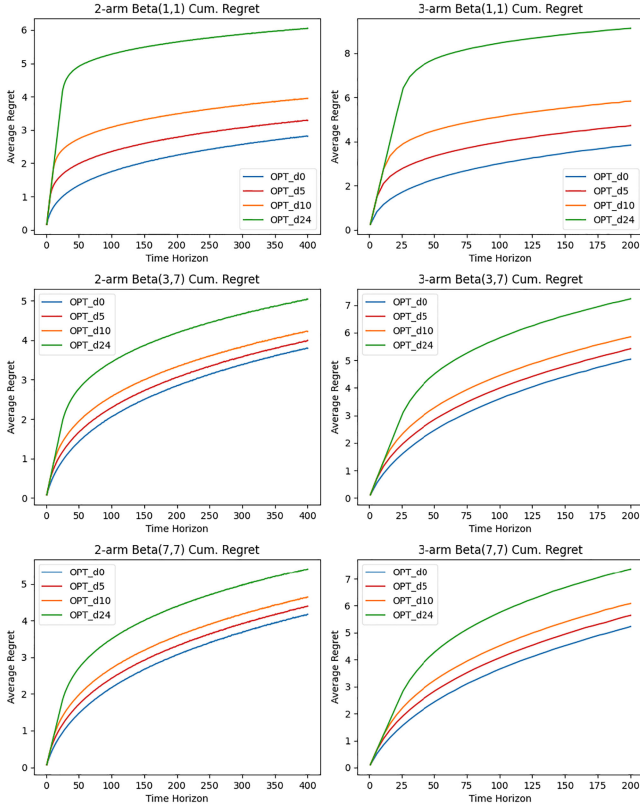 2-arm Beta(1,1) Cum. Regret
Average Regret
6
5
4
3
2
1
0
OPT_d0
OPT_d5
OPT_d10
OPT_d24
0 50 100 150 200 250 300 350 400
Time Horizon
3-arm Beta(1,1) Cum. Regret
Average Regret
8
6
4
2
0
OPT_d0
OPT_d5
OPT_d10
OPT_d24
0 25 50 75 100 125 150 175 200
Time Horizon
2-arm Beta(3,7) Cum. Regret
Average Regret
5
4
3
2
1
0
OPT_d0
OPT_d5
OPT_d10
OPT_d24
0 50 100 150 200 250 300 350 400
Time Horizon
3-arm Beta(3,7) Cum. Regret
Average Regret
7
6
5
4
3
2
1
0
OPT_d0
OPT_d5
OPT_d10
OPT_d24
0 25 50 75 100 125 150 175 200
Time Horizon
2-arm Beta(7,7) Cum. Regret
Average Regret
5
4
3
2
1
0
OPT_d0
OPT_d5
OPT_d10
OPT_d24
0 50 100 150 200 250 300 350 400
Time Horizon
3-arm Beta(7,7) Cum. Regret
Average Regret
7
6
5
4
3
2
1
0
OPT_d0
OPT_d5
OPT_d10
OPT_d24
0 25 50 75 100 125 150 175 200
Time Horizon